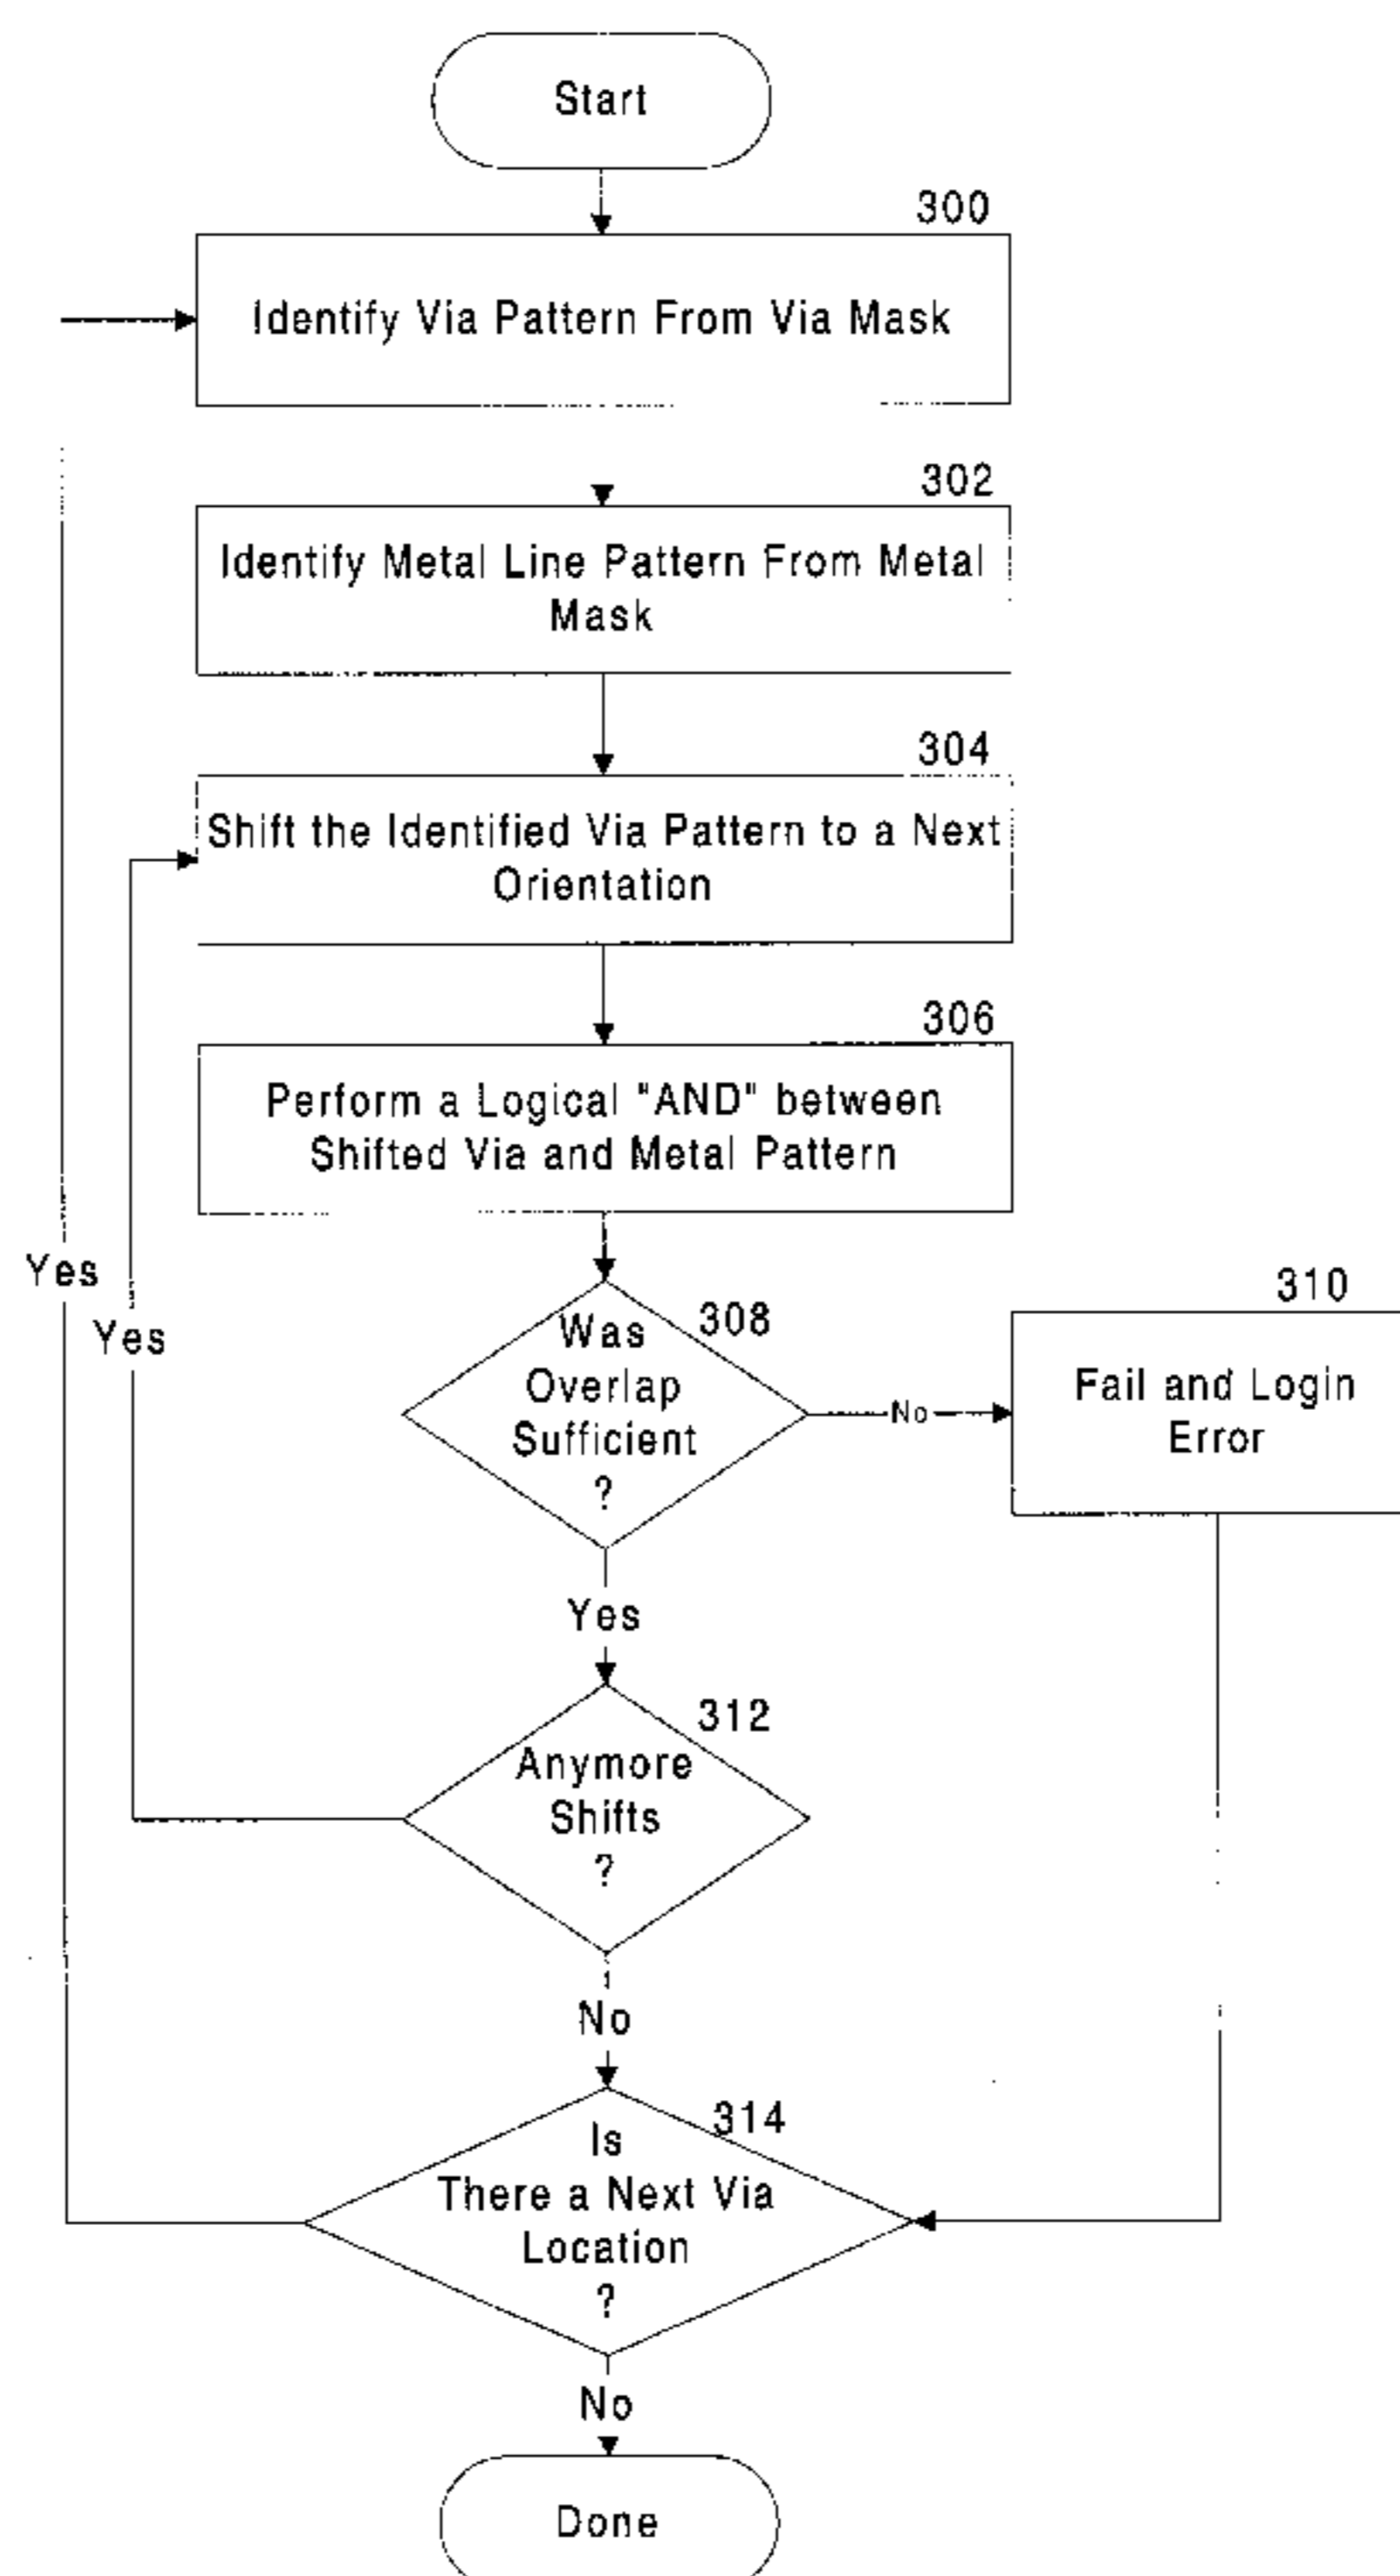 Start
300
Identify Via Pattern From Via Mask
302
Identify Metal Line Pattern From Metal
Mask
304
Shift the Identified Via Pattern to a Next
Orientation
306
Perform a Logical "AND" between
Shifted Via and Metal Pattern
Yes
Yes
308
Was
Overlap
Sufficient
?
No
310
Fail and Login
Error
Yes
312
Anymore
Shifts
?
No
314
Is
There a Next Via
Location
?
No
Done